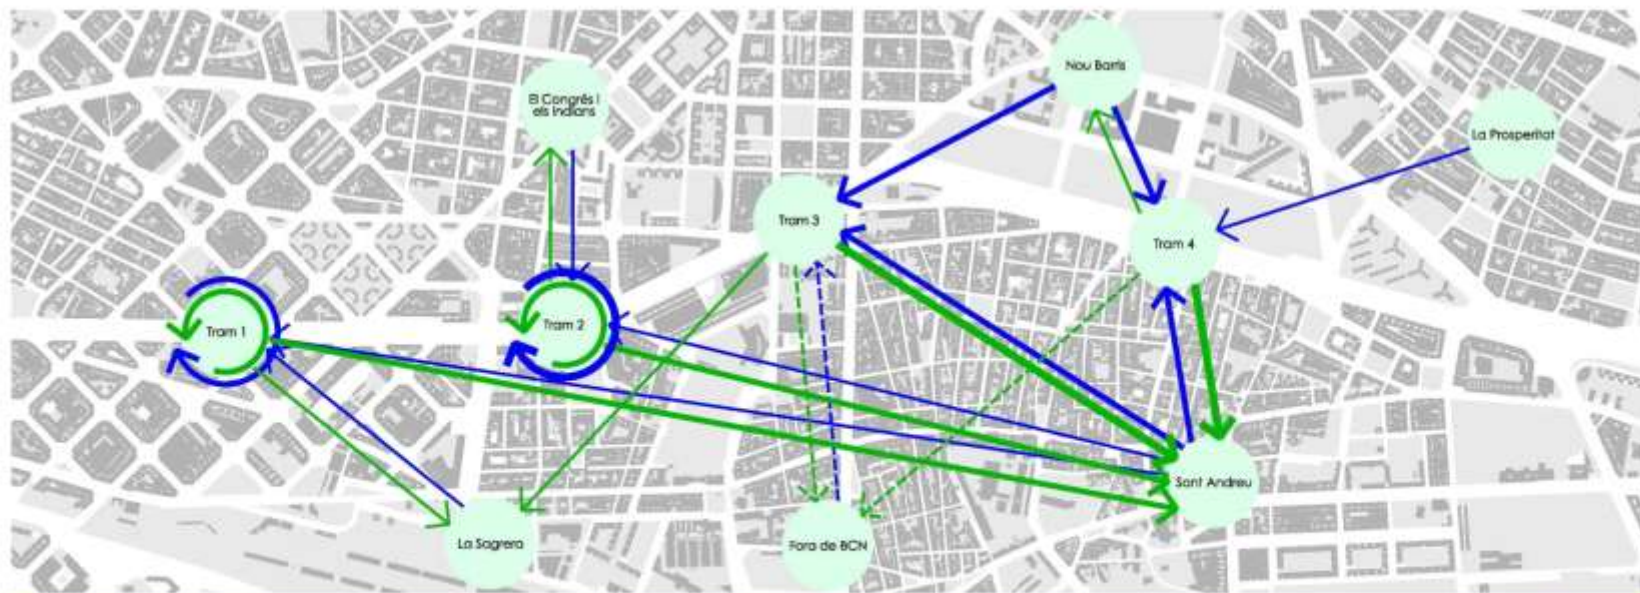 Nou Barris
El Congrés i
els Indians
La Prosperitat
Tram 3
Tram 4
Tram 1
Tram 2
Sant Andreu
La Sagrera
Fora de BCN